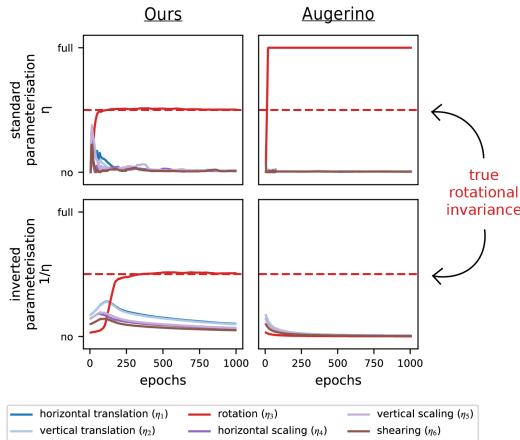 Ours Augerino
full
standard
parameterisation
η
no
true
rotational
invariance
full
inverted
parameterisation
1/η
no
0 250 500 750 1000 0 250 500 750 1000
epochs epochs
horizontal translation (η₁) rotation (η₃) vertical scaling (η₅)
vertical translation (η₂) horizontal scaling (η₄) shearing (η₆)